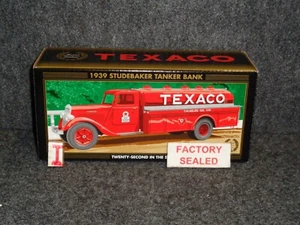 TEXACO
1939 STUDEBAKER TANKER BANK
TEXACO
TWENTY-SECOND IN THE
I
FACTORY
SEALED